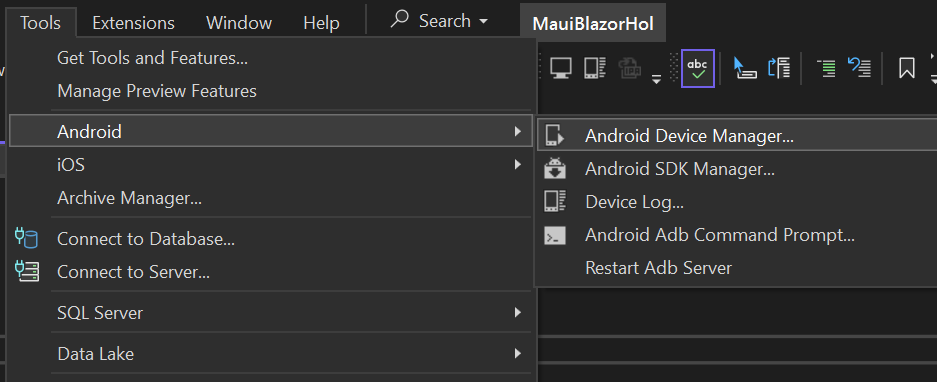 Tools Extensions Window Help Search MauiBlazorHol
Get Tools and Features...
Manage Preview Features
abc
Android
Android Device Manager...
iOS
Android SDK Manager...
Archive Manager...
Device Log...
Connect to Database...
Android Adb Command Prompt...
Connect to Server...
Restart Adb Server
SQL Server
Data Lake